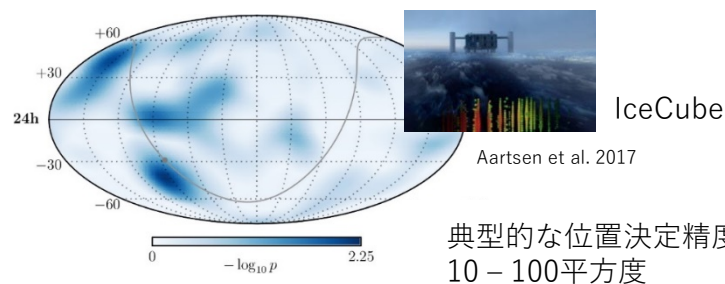 +60
+30
24h
−30
−60
0
2.25
−log₁₀ p
IceCube
Aartsen et al. 2017
典型的な位置決定精度
10 – 100平方度